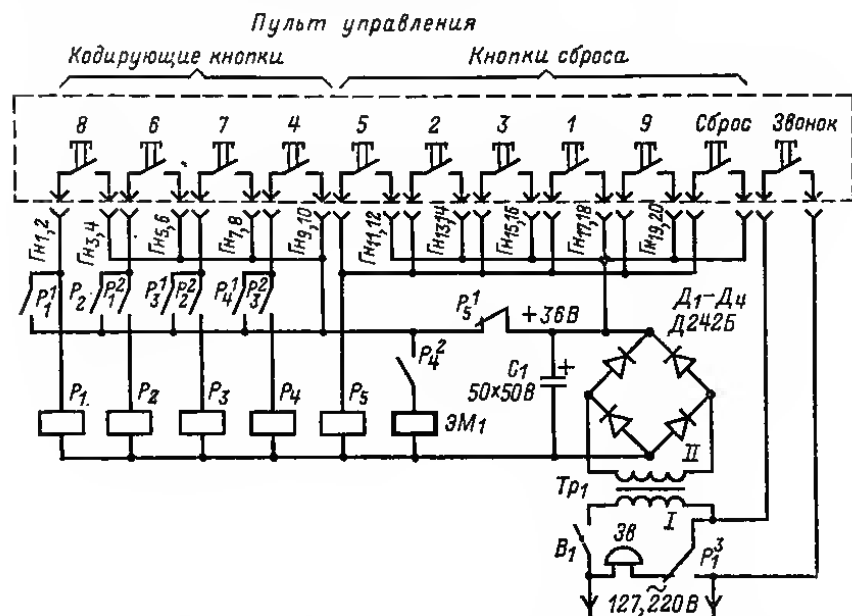 Пульт управления
Кодирующие кнопки Кнопки сброса
8 6 7 4 5 2 3 1 9 Сброс Звонок
Гн1,2 Гн3,4 Гн5,6 Гн7,8 Гн9,10 Гн11,12 Гн13,14 Гн15,16 Гн17,18 Гн19,20
P₁¹ P₂ P₁² P₃¹ P₂² P₄¹ P₃² P₅¹ +36В Д1-Д4
Д242Б
P₄² C1 +
50×50В
P1 P2 P3 P4 P5 ЭМ1
II
Тр1
I
В1 Зв P₁³
~
127,220В